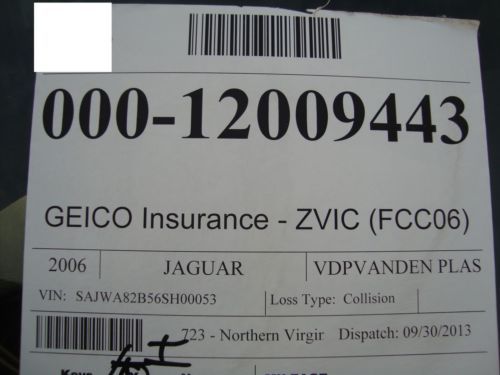 000-12009443
GEICO Insurance - ZVIC (FCC06)
2006 JAGUAR VDPVANDEN PLAS
VIN: SAJWA82B56SH00053 Loss Type: Collision
723 - Northern Virgir Dispatch: 09/30/2013
Keys